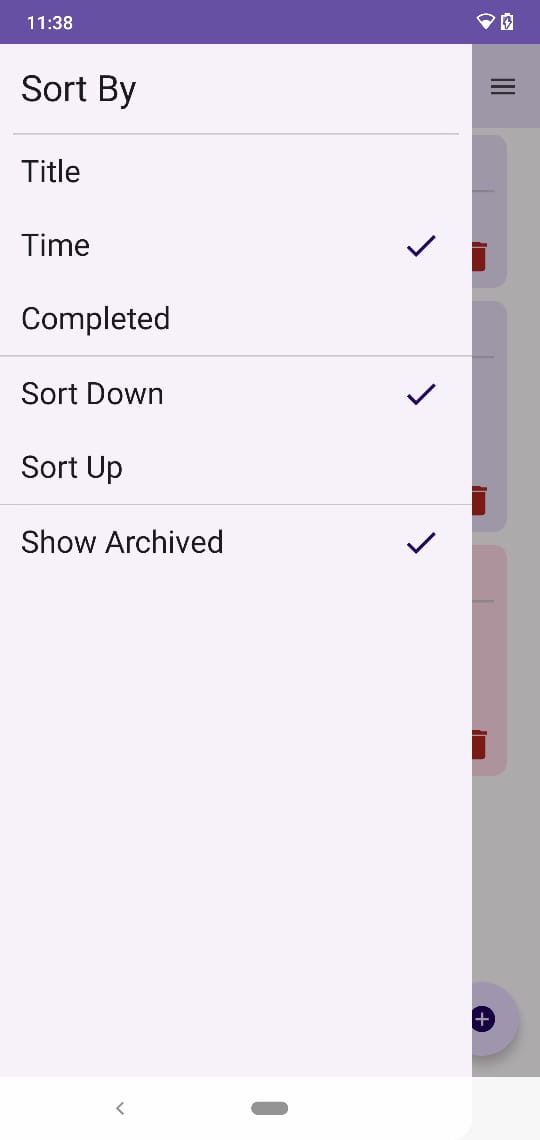 11:38
Sort By
Title
Time
Completed
Sort Down
Sort Up
Show Archived